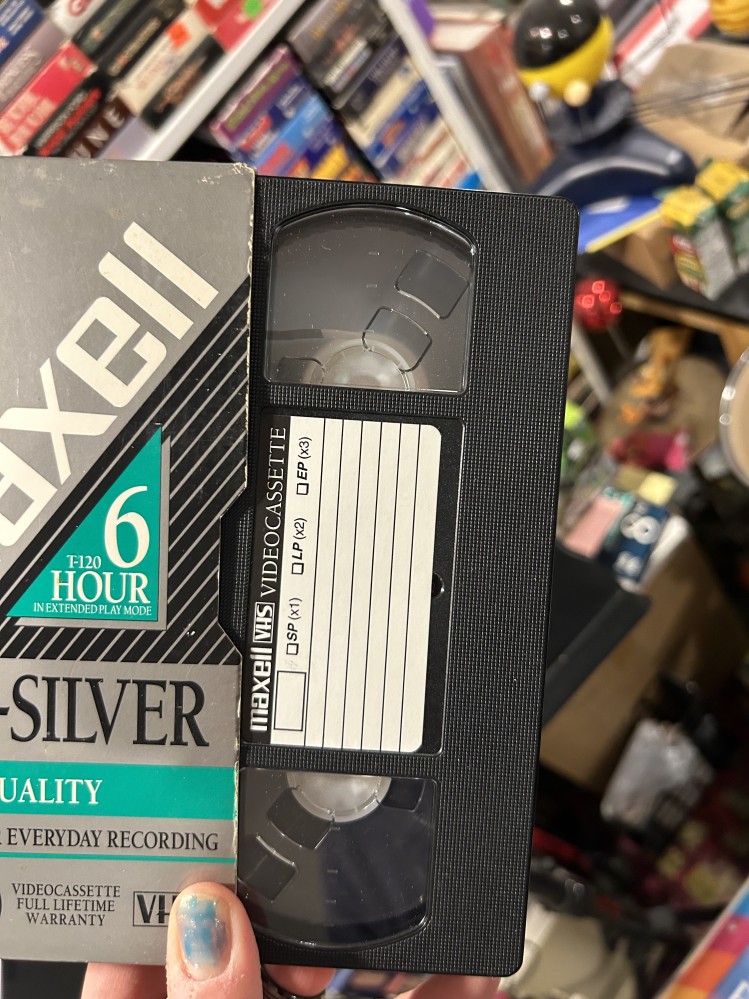 axell
6
T-120
HOUR
IN EXTENDED PLAY MODE
-SILVER
UALITY
R EVERYDAY RECORDING
VIDEOCASSETTE
FULL LIFETIME
WARRANTY
VH
maxell VHS VIDEOCASSETTE
SP (x1) LP (x2) EP (x3)